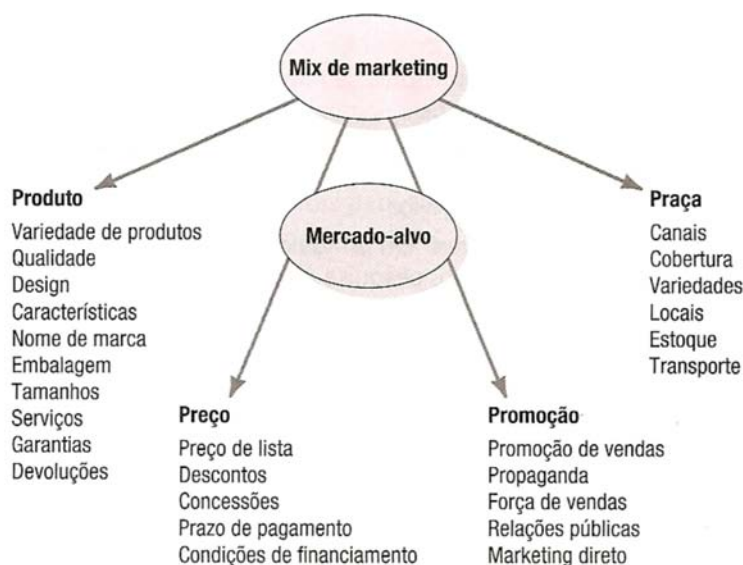 Mix de marketing
Mercado-alvo
Produto
Variedade de produtos
Qualidade
Design
Características
Nome de marca
Embalagem
Tamanhos
Serviços
Garantias
Devoluções
Preço
Preço de lista
Descontos
Concessões
Prazo de pagamento
Condições de financiamento
Promoção
Promoção de vendas
Propaganda
Força de vendas
Relações públicas
Marketing direto
Praça
Canais
Cobertura
Variedades
Locais
Estoque
Transporte